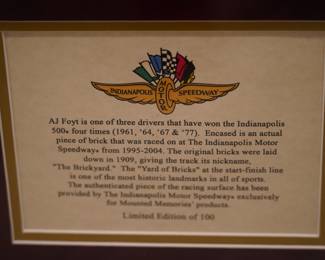 INDIANAPOLIS MOTOR SPEEDWAY
AJ Foyt is one of three drivers that have won the Indianapolis
500® four times (1961, '64, '67 & '77). Encased is an actual
piece of brick that was raced on at The Indianapolis Motor
Speedway® from 1995-2004. The original bricks were laid
down in 1909, giving the track its nickname,
"The Brickyard." The "Yard of Bricks" at the start-finish line
is one of the most historic landmarks in all of sports.
The authenticated piece of the racing surface has been
provided by The Indianapolis Motor Speedway® exclusively
for Mounted Memories' products.
Limited Edition of 100